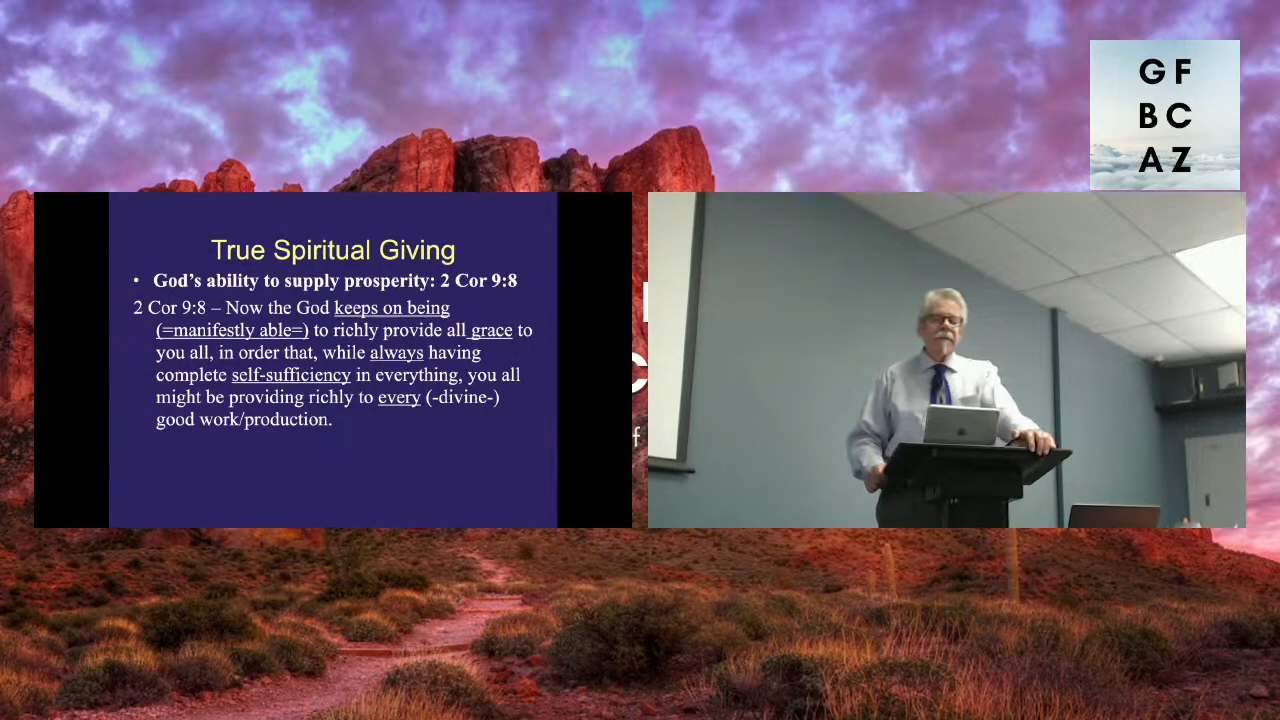 G F
B C
A Z
True Spiritual Giving
• God's ability to supply prosperity: 2 Cor 9:8
2 Cor 9:8 – Now the God keeps on being
(=manifestly able=) to richly provide all grace to
you all, in order that, while always having
complete self-sufficiency in everything, you all
might be providing richly to every (-divine-)
good work/production.